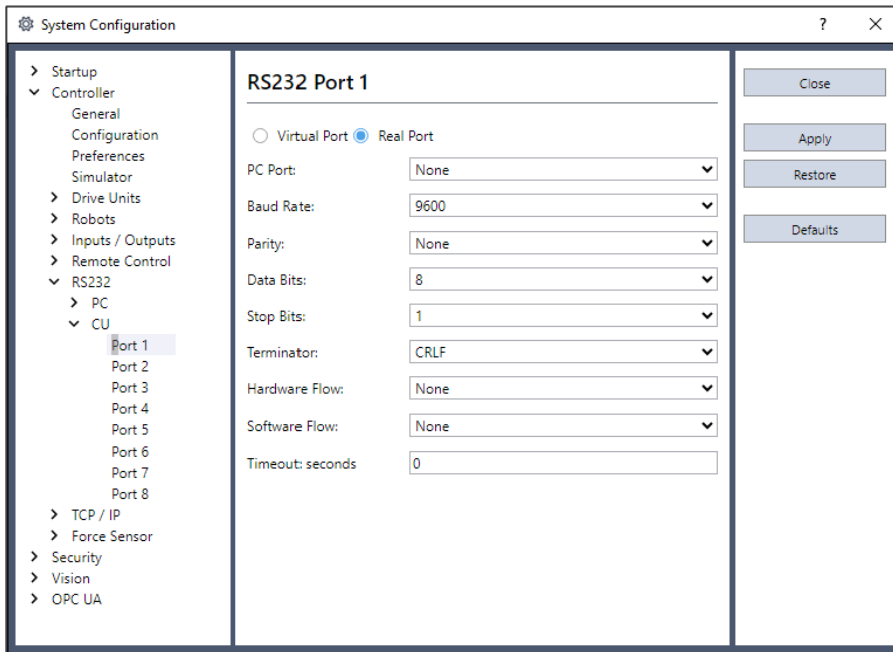 System Configuration
?
Startup
Controller
General
Configuration
Preferences
Simulator
Drive Units
Robots
Inputs / Outputs
Remote Control
RS232
PC
CU
Port 1
Port 2
Port 3
Port 4
Port 5
Port 6
Port 7
Port 8
TCP / IP
Force Sensor
Security
Vision
OPC UA
RS232 Port 1
Virtual Port Real Port
PC Port: None
Baud Rate: 9600
Parity: None
Data Bits: 8
Stop Bits: 1
Terminator: CRLF
Hardware Flow: None
Software Flow: None
Timeout: seconds 0
Close
Apply
Restore
Defaults